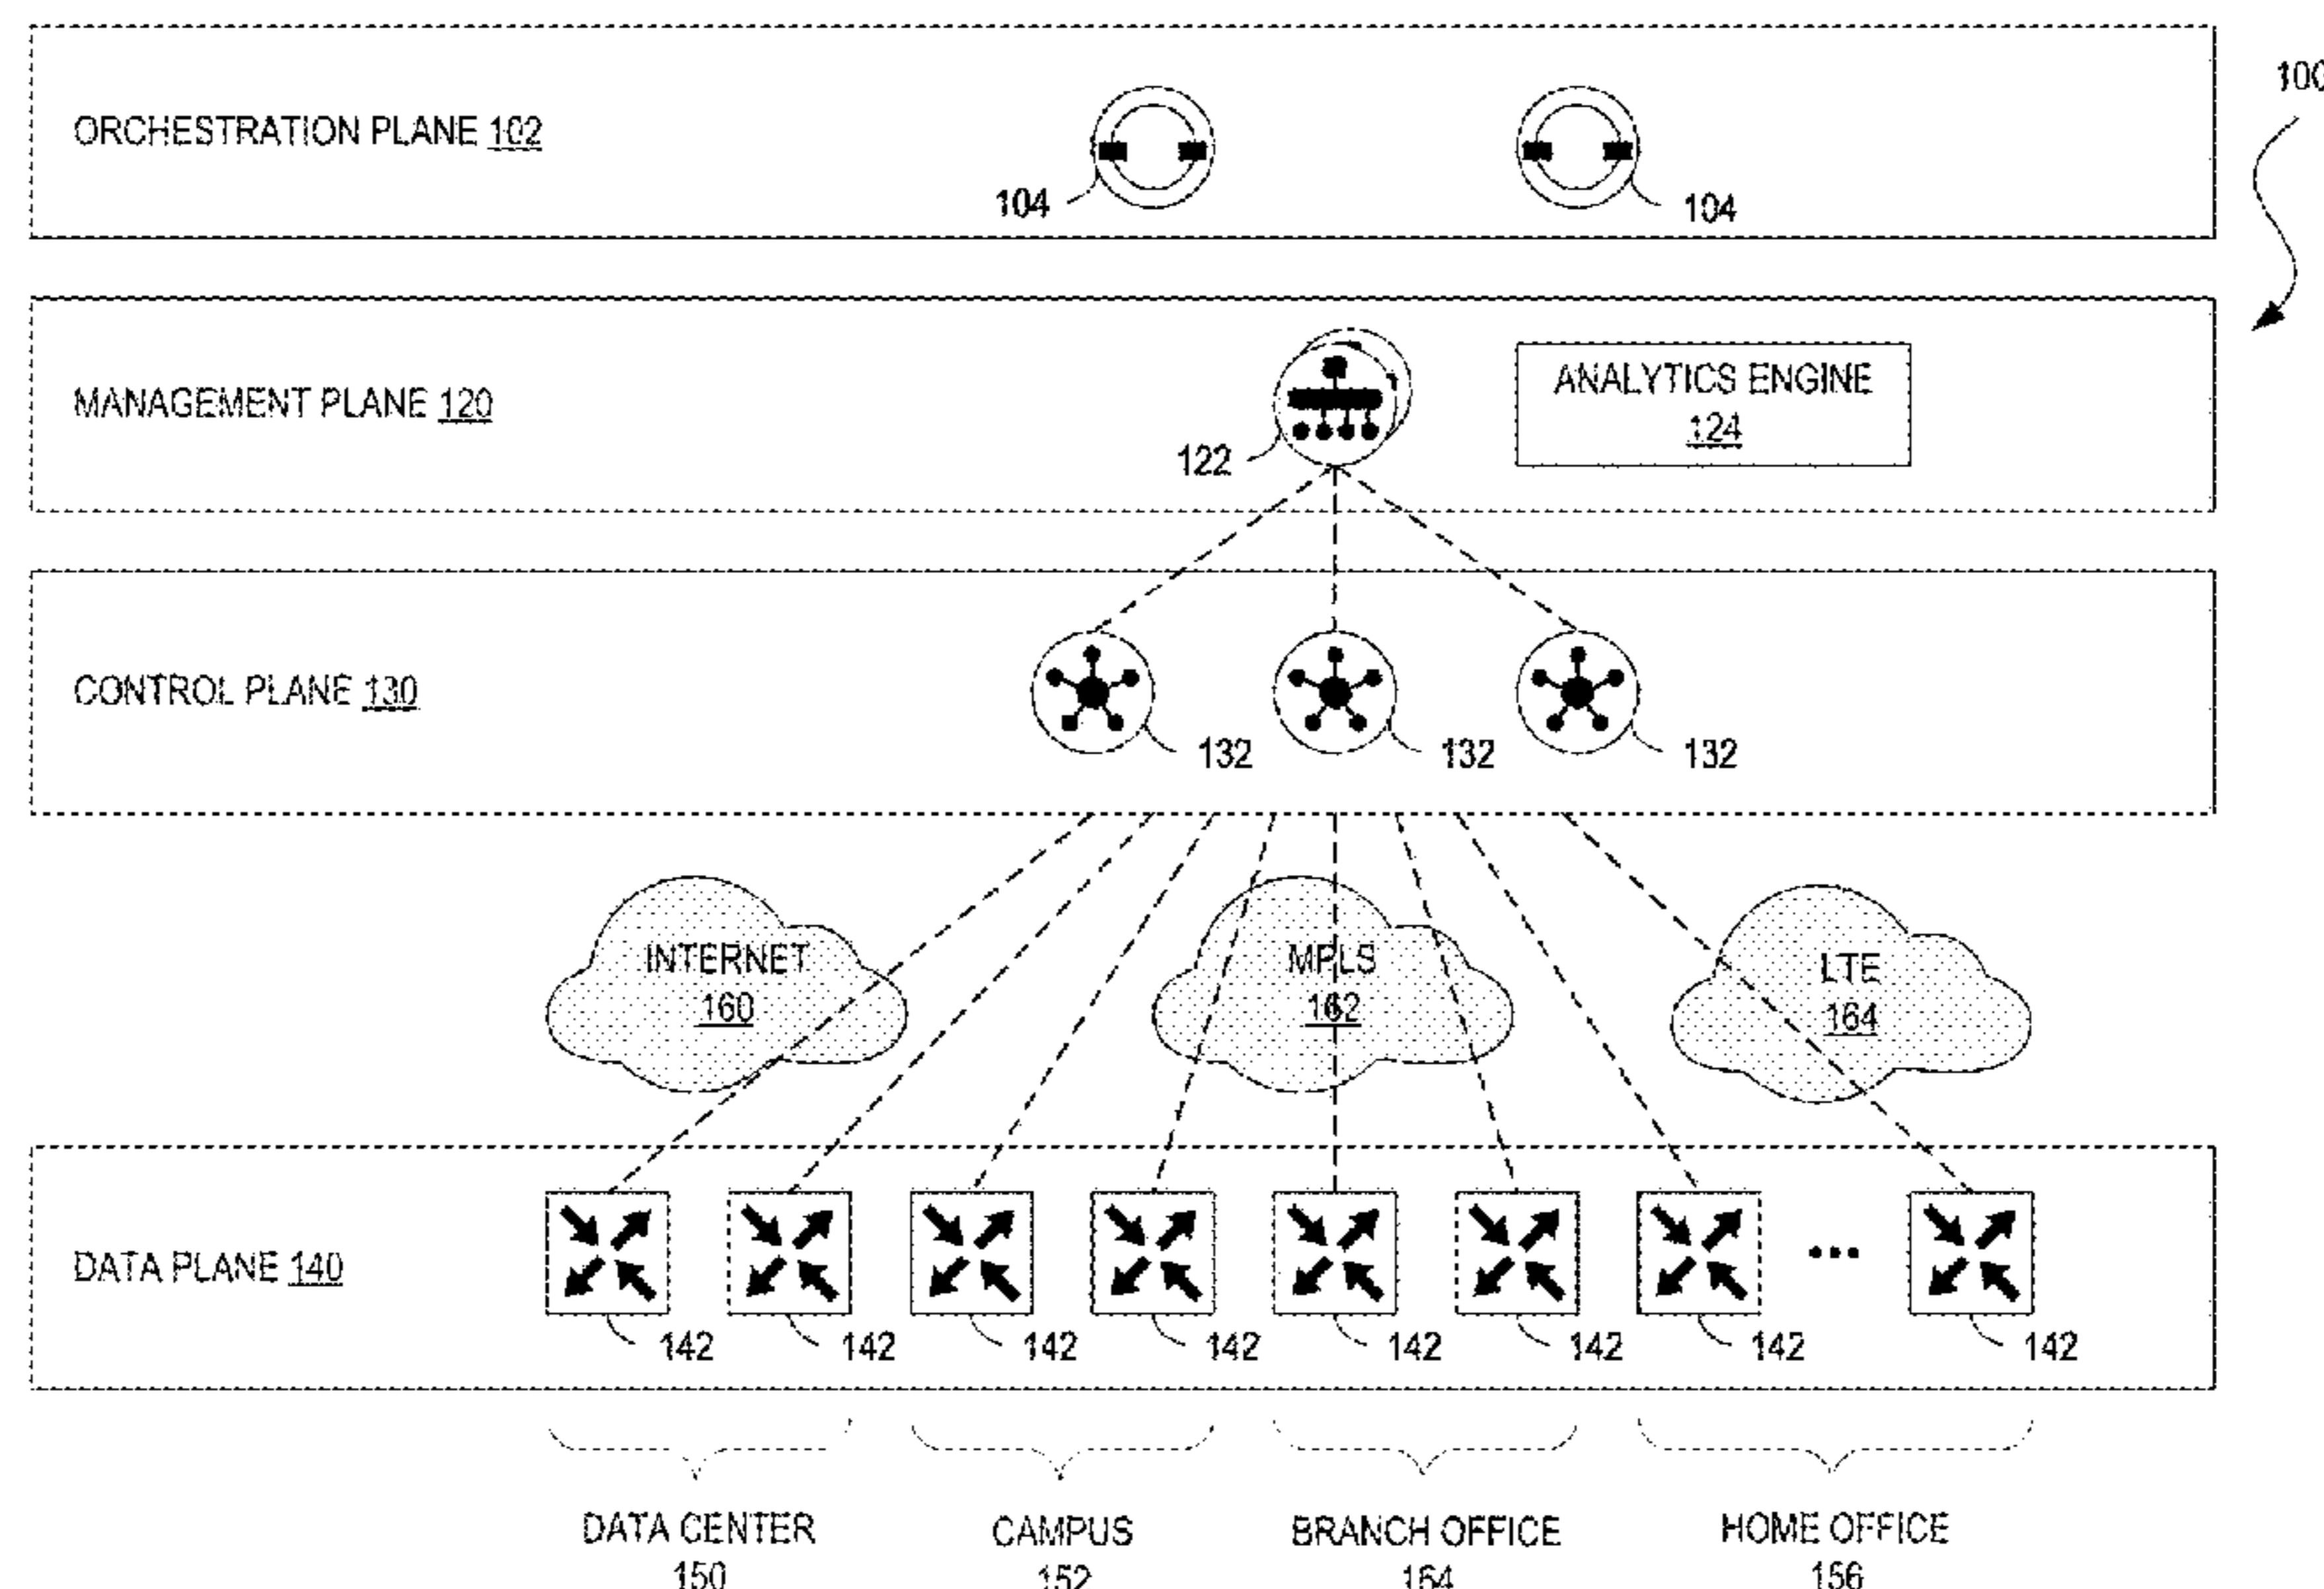 100
ORCHESTRATION PLANE 102
104
104
MANAGEMENT PLANE 120
122
ANALYTICS ENGINE
124
CONTROL PLANE 130
132
132
132
INTERNET
160
MPLS
162
LTE
164
DATA PLANE 140
142
142
142
142
142
142
...
142
142
DATA CENTER
150
CAMPUS
152
BRANCH OFFICE
164
HOME OFFICE
156